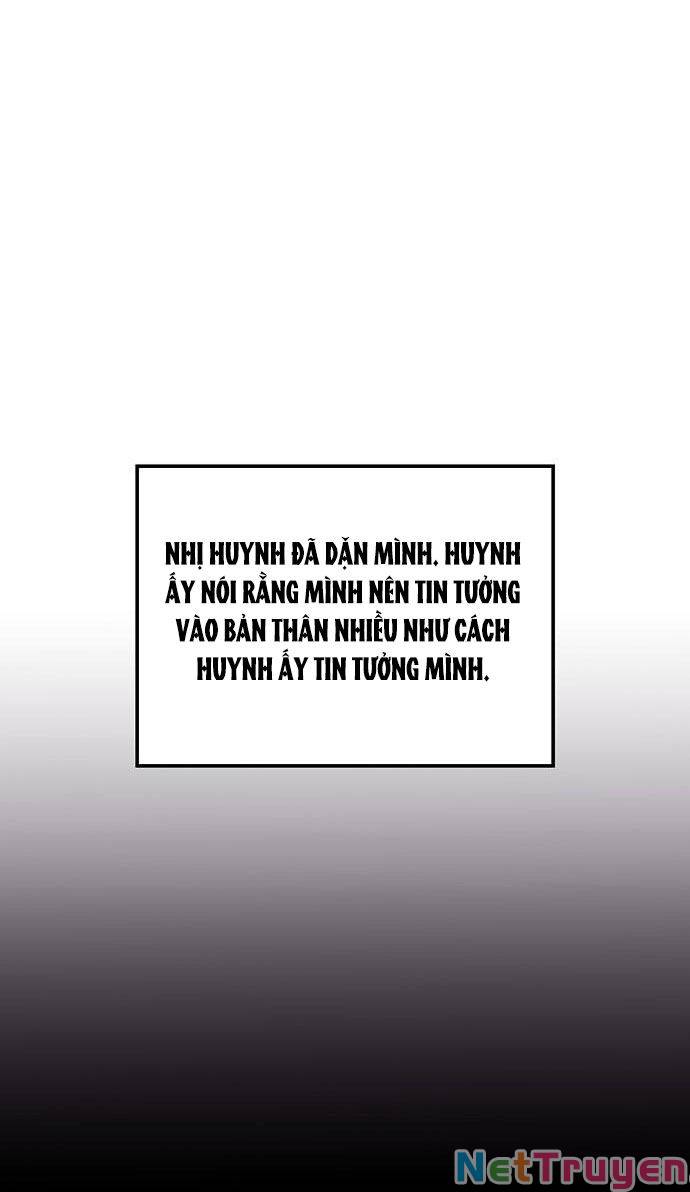 NHỊ HUYNH ĐÃ DẶN MÌNH. HUYNH
ẤY NÓI RẰNG MÌNH NÊN TIN TƯỞNG
VÀO BẢN THÂN NHIỀU NHƯ CÁCH
HUYNH ẤY TIN TƯỞNG MÌNH.
NetTruyen